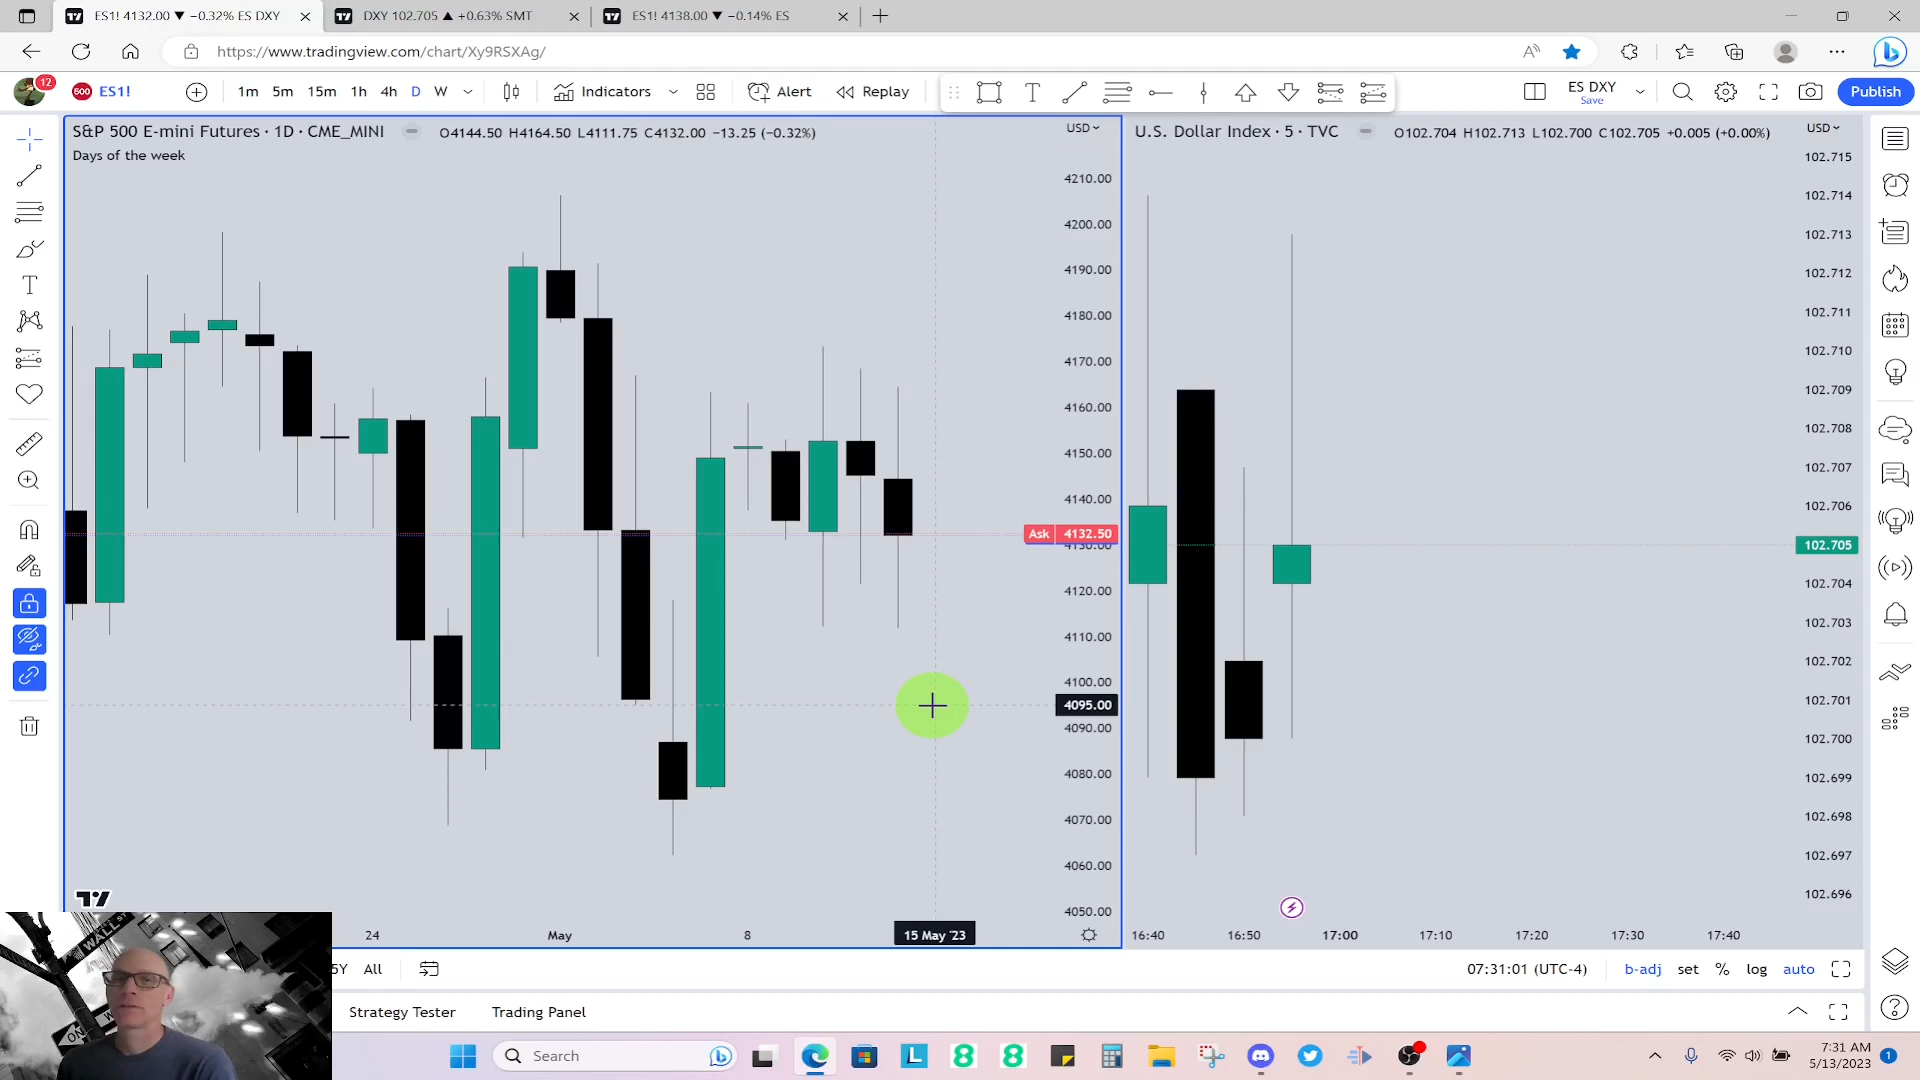 ES1! 4132.00 ▼ −0.32% ES DXY
DXY 102.705 ▲ +0.63% SMT
ES1! 4138.00 ▼ −0.14% ES
https://www.tradingview.com/chart/Xy9RSXAg/
12
500 ES1!
1m 5m 15m 1h 4h D W
Indicators
Alert
Replay
ES DXY
Save
Publish
S&P 500 E-mini Futures · 1D · CME_MINI
O4144.50 H4164.50 L4111.75 C4132.00 −13.25 (−0.32%)
USD
Days of the week
4210.00
4200.00
4190.00
4180.00
4170.00
4160.00
4150.00
4140.00
Ask 4132.50
4130.00
4120.00
4110.00
4100.00
4095.00
4090.00
4080.00
4070.00
4060.00
4050.00
24
May
8
15 May '23
U.S. Dollar Index · 5 · TVC
O102.704 H102.713 L102.700 C102.705 +0.005 (+0.00%)
USD
102.715
102.714
102.713
102.712
102.711
102.710
102.709
102.708
102.707
102.706
102.705
102.704
102.703
102.702
102.701
102.700
102.699
102.698
102.697
102.696
16:40
16:50
17:00
17:10
17:20
17:30
17:40
5Y All
07:31:01 (UTC-4)
b-adj set % log auto
Strategy Tester
Trading Panel
WALL ST
ON
Search
7:31 AM
5/13/2023
1